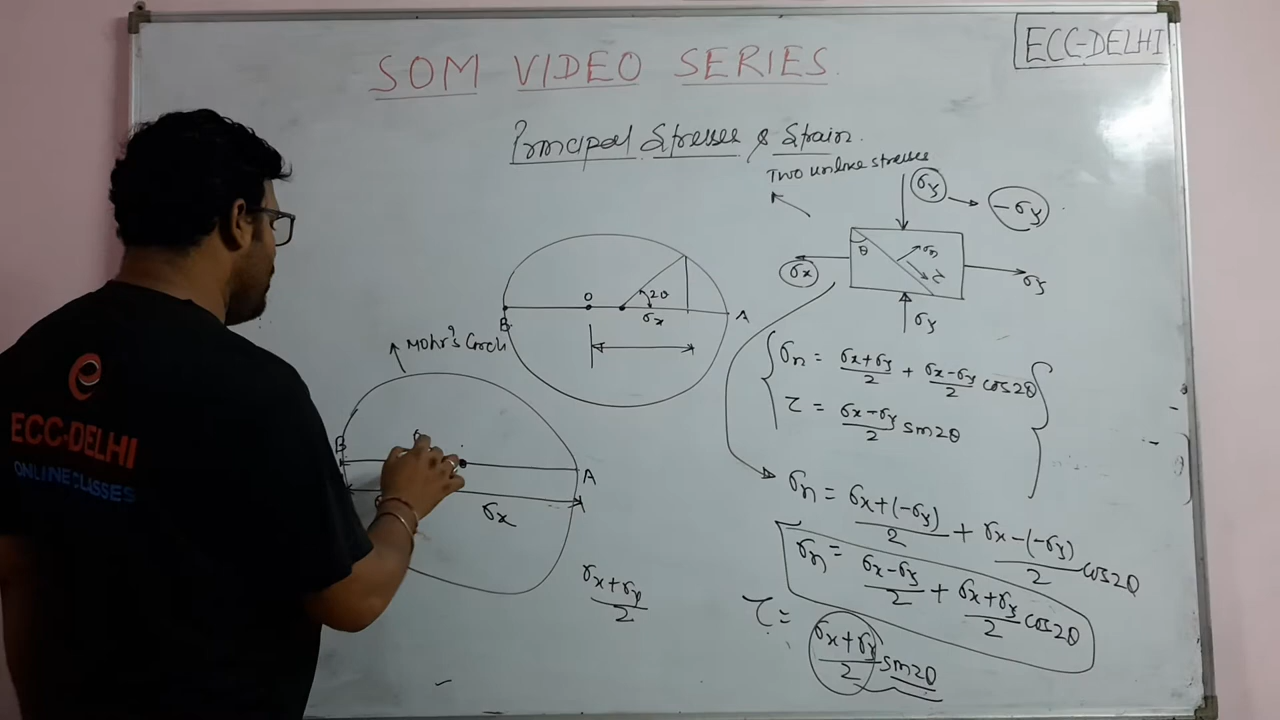 ECC-DELHI
SOM VIDEO SERIES
Principal Stresses & Strain.
Two unlike stresses
σy → -σy
θ
σn
τ
σx
σy
σy
2θ
O
σx
B
A
Mohr's Circle
B
A
σx
σx+σy/2
σn = σx+σy/2 + σx-σy/2 cos2θ
τ = σx-σy/2 sin2θ
σn = σx+(-σy)/2 + σx-(-σy)/2 cos2θ
σn = σx-σy/2 + σx+σy/2 cos2θ
τ = σx+σy/2 sin2θ
e
ECC-DELHI
ONLINE CLASSES